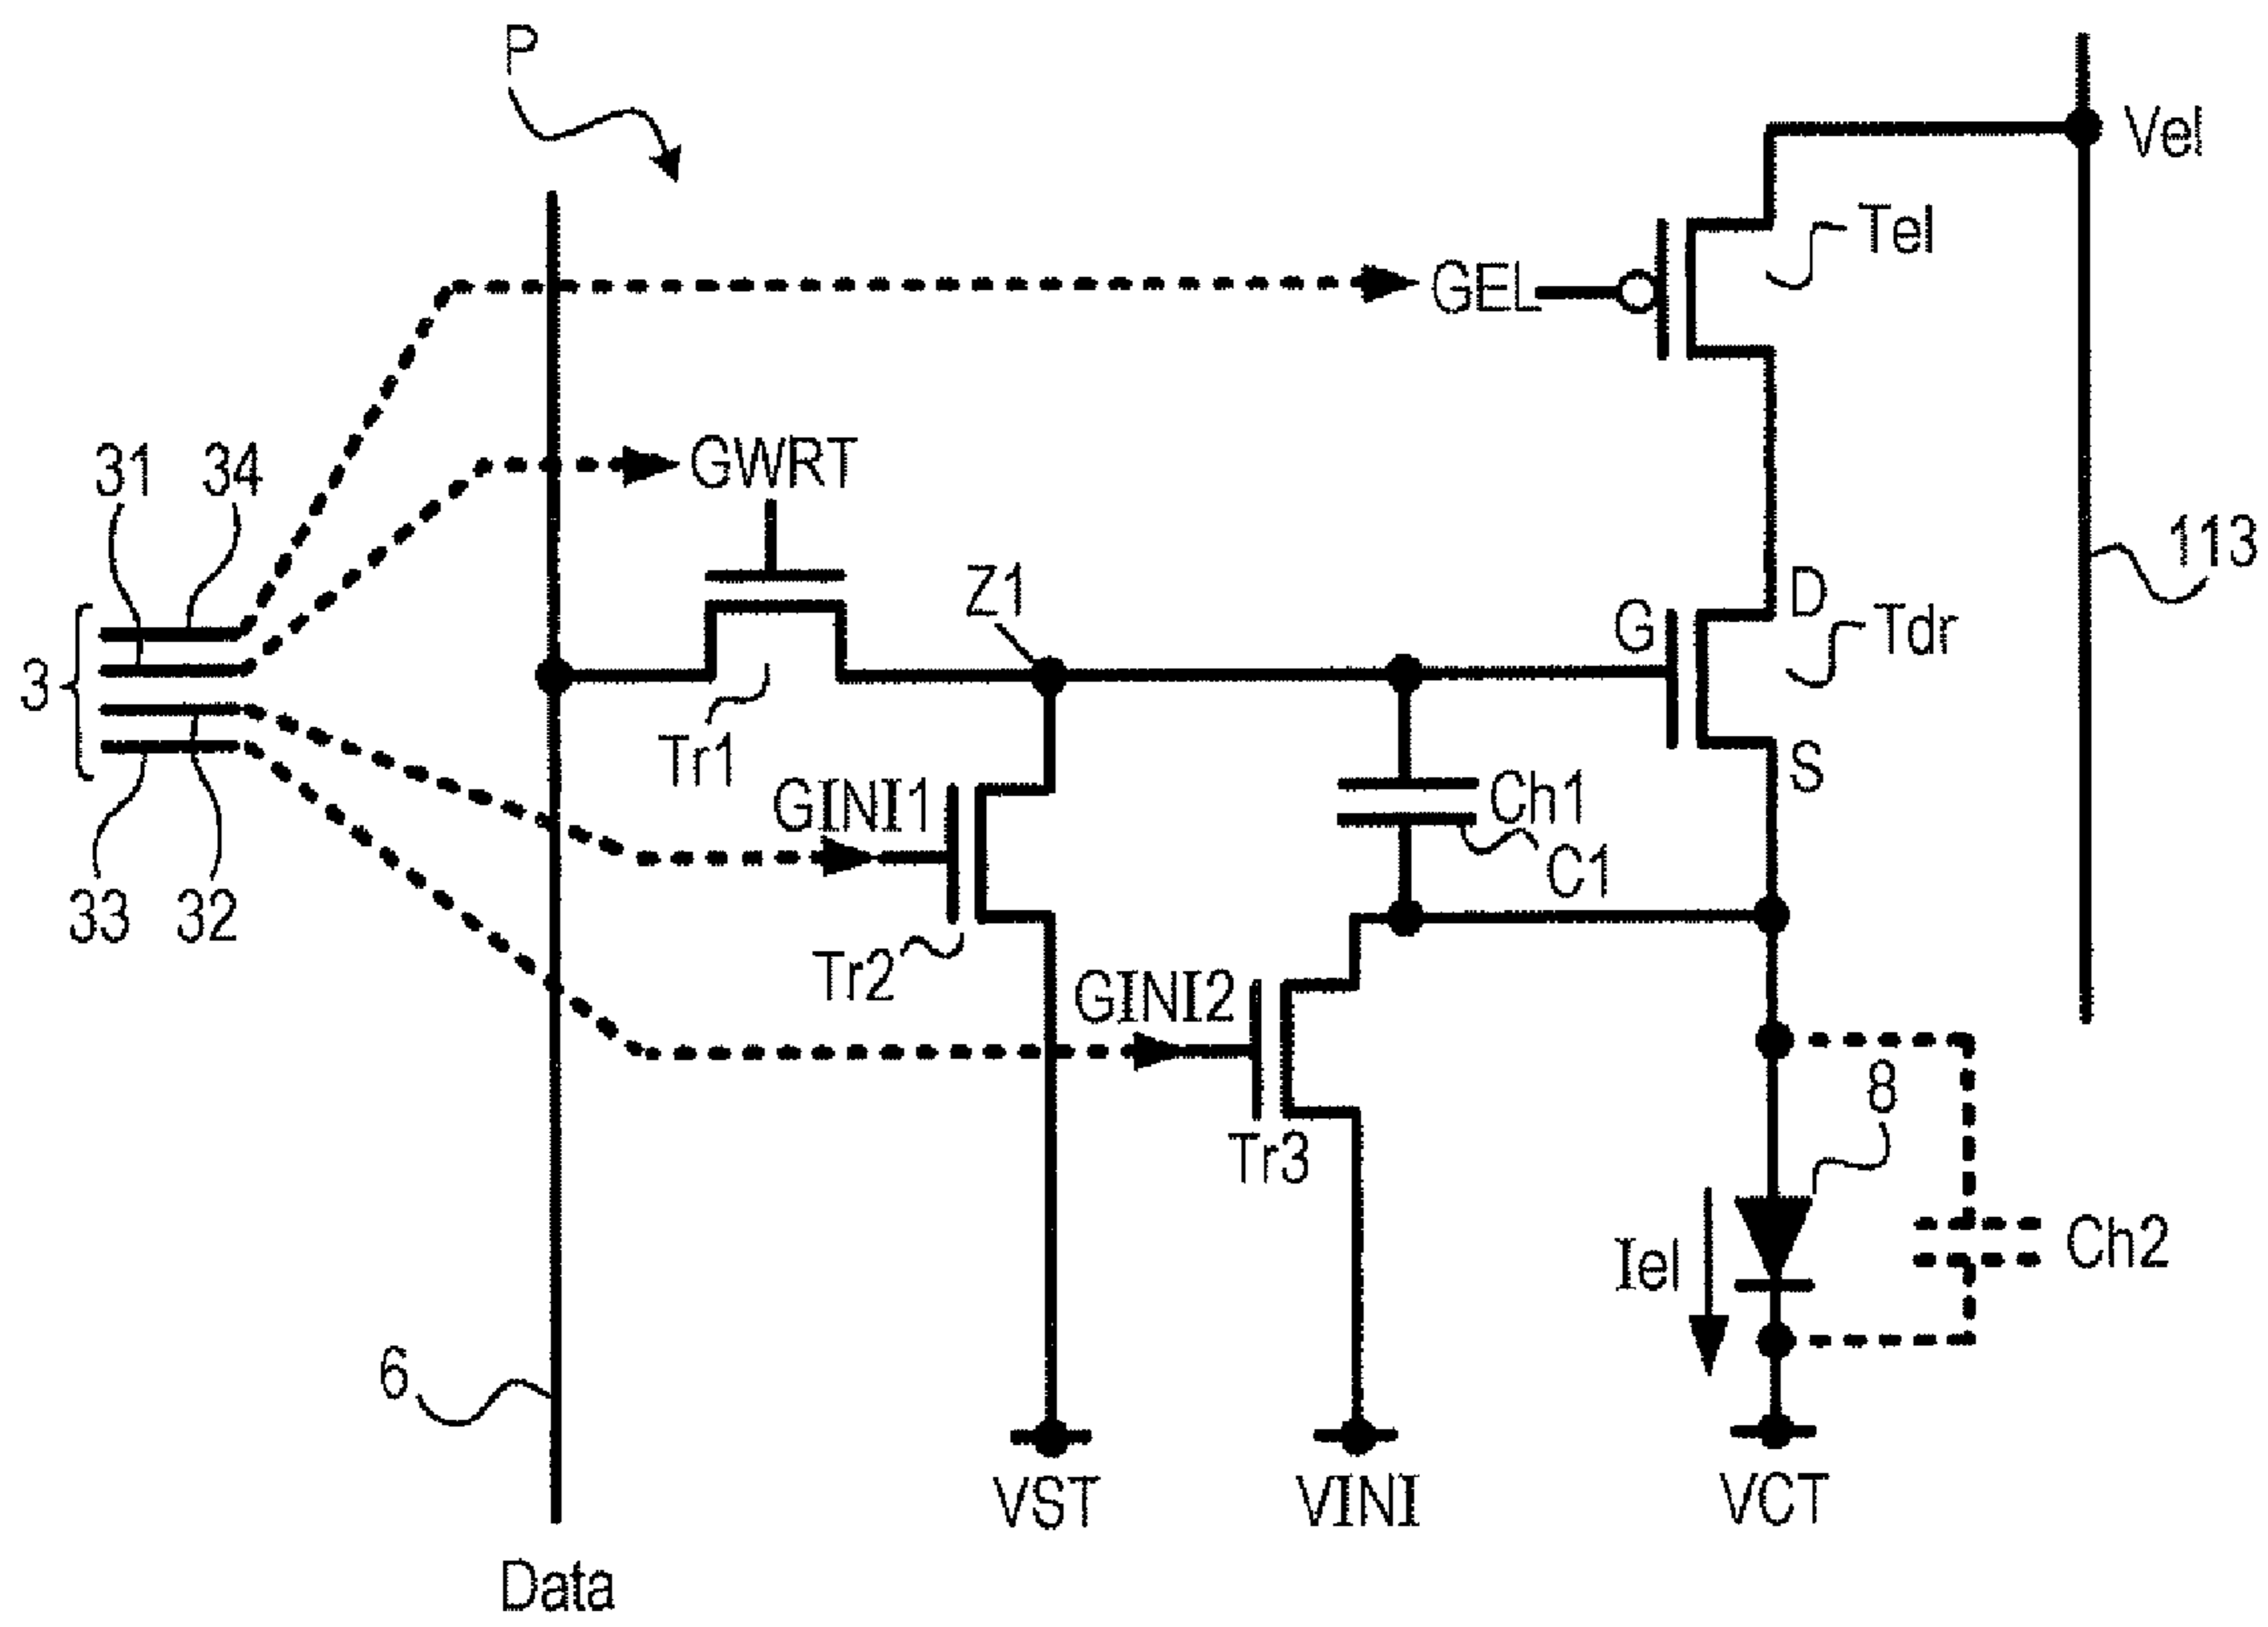 P
Vel
Tel
GEL
GWRT
31
34
113
Z1
D
G
Tdr
3
Tr1
S
GINI1
Ch1
C1
33
32
Tr2
GINI2
8
Tr3
Iel
Ch2
6
VST
VINI
VCT
Data